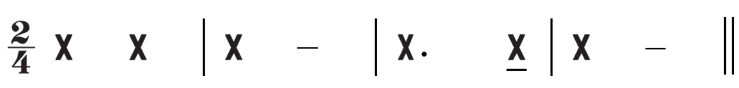 2/4 X X | X – | X. X | X – ‖